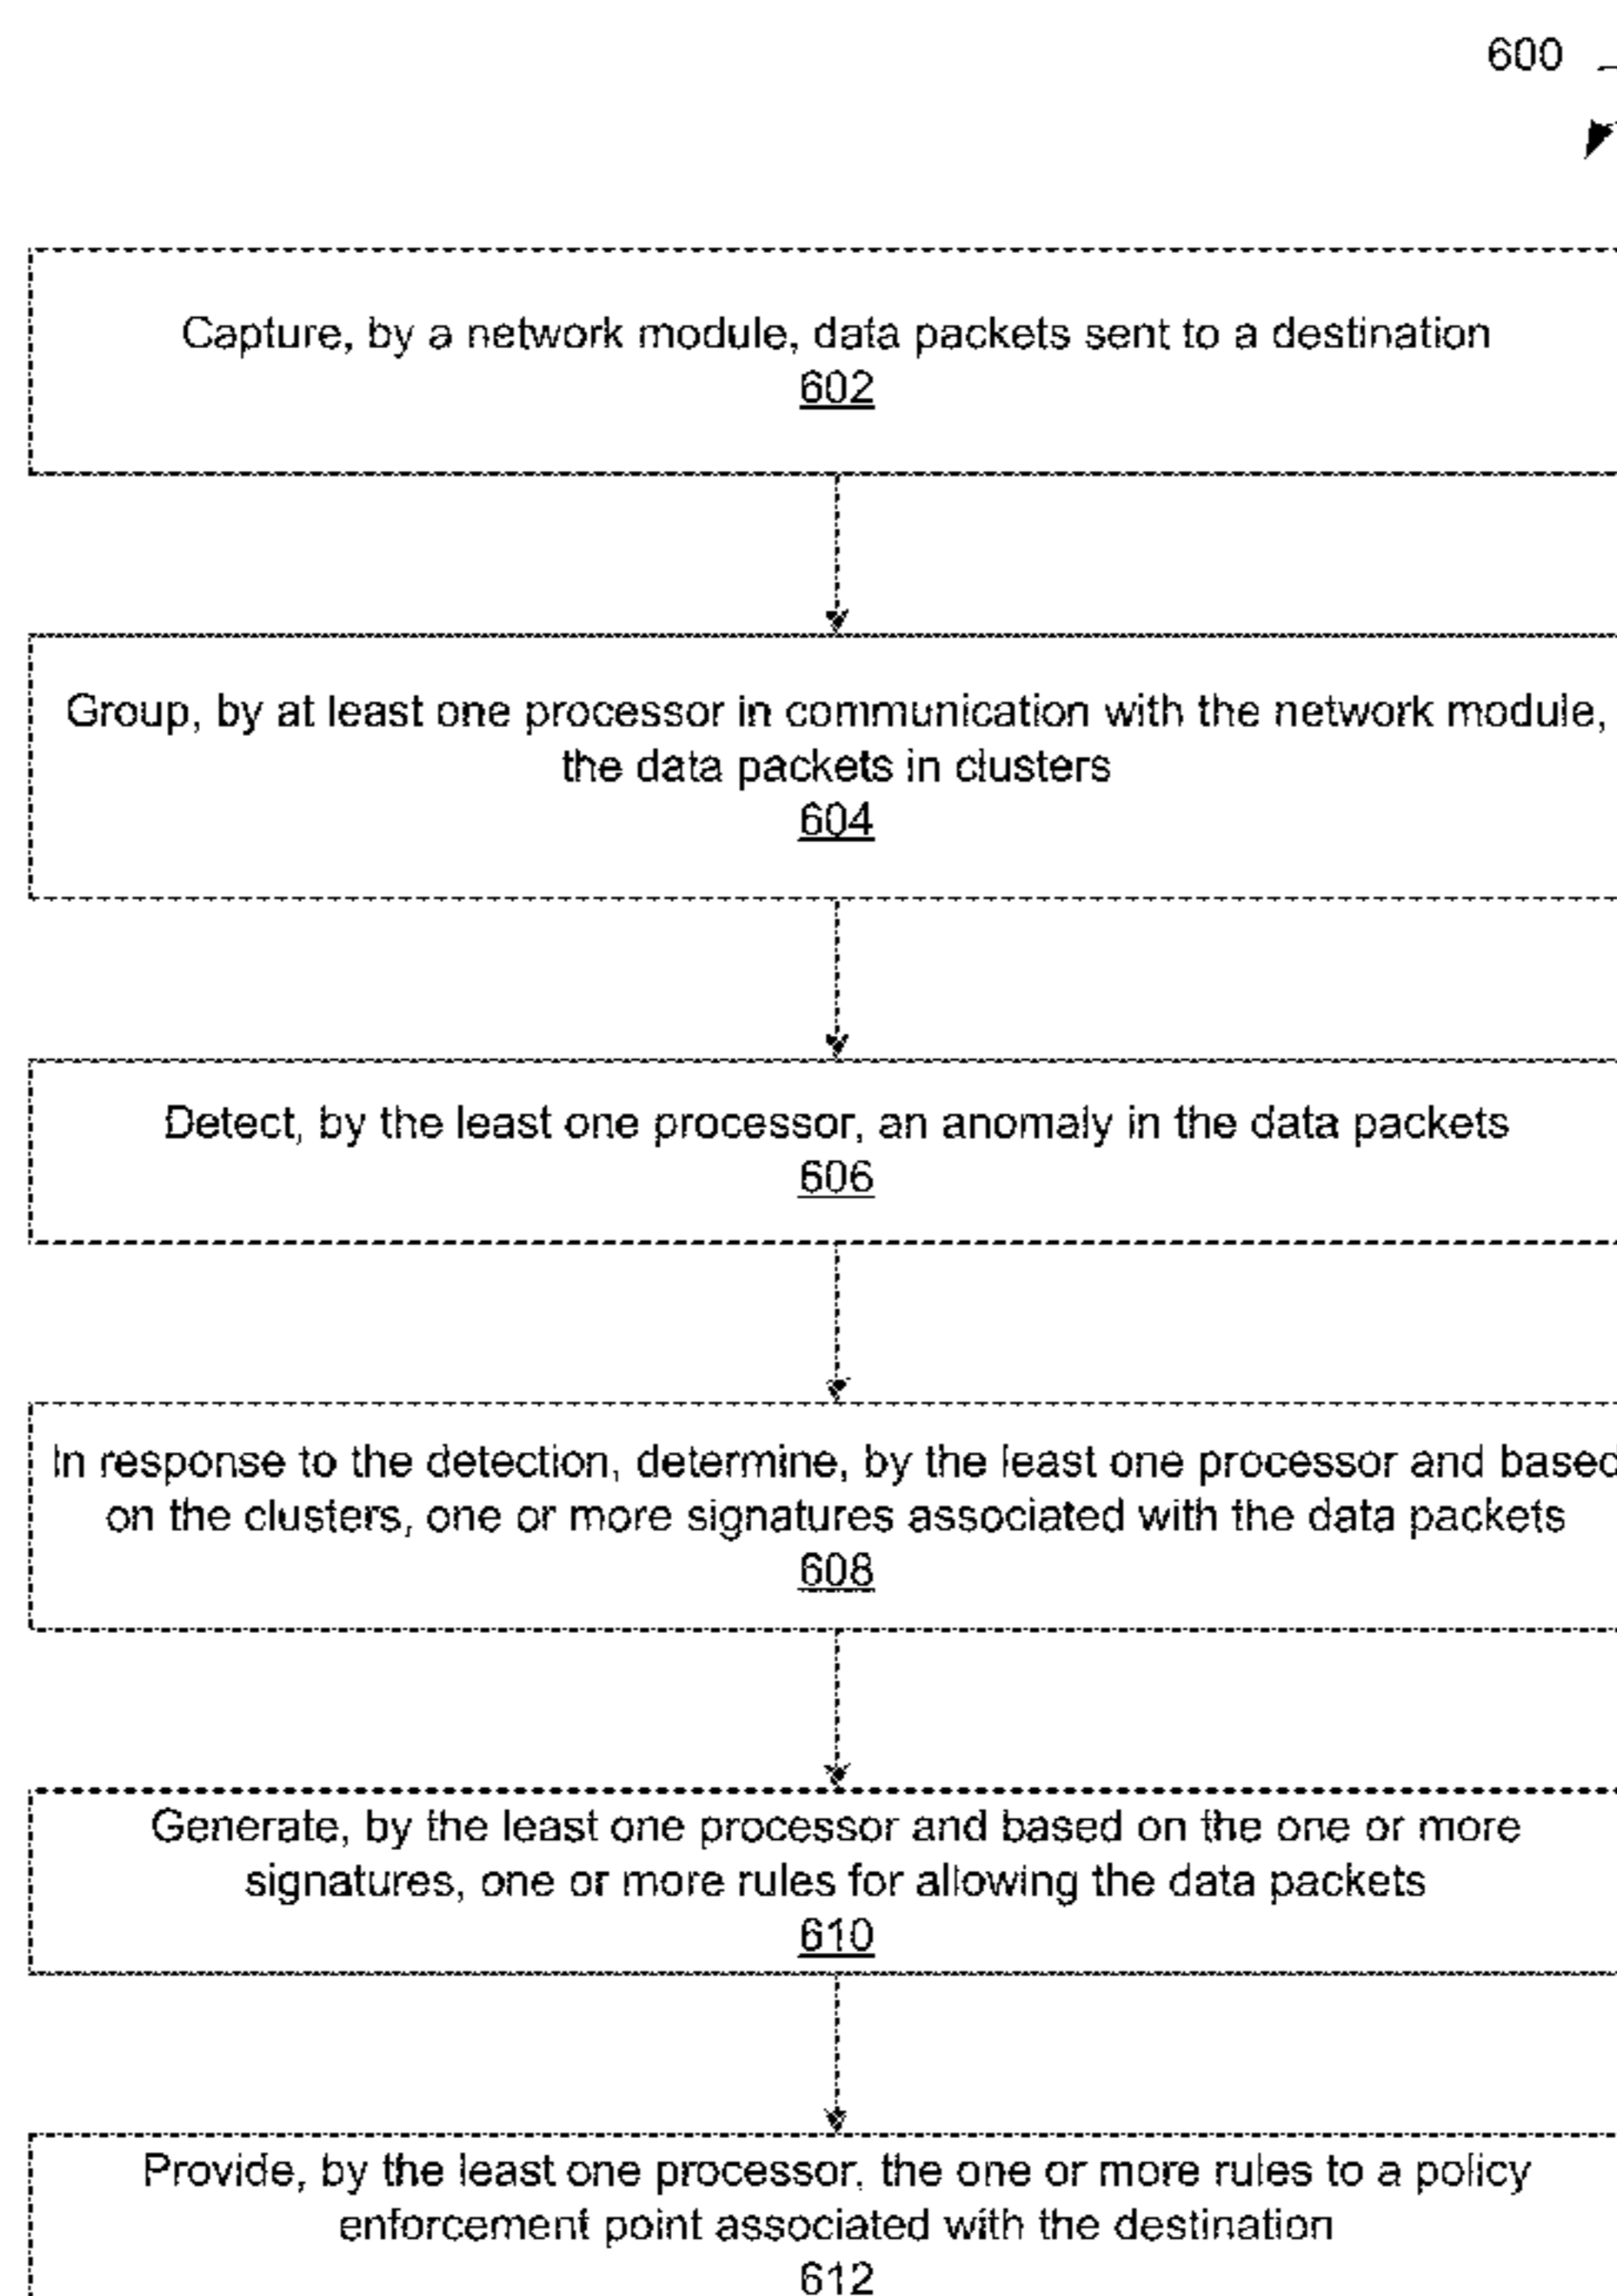 600
Capture, by a network module, data packets sent to a destination
602
Group, by at least one processor in communication with the network module,
the data packets in clusters
604
Detect, by the least one processor, an anomaly in the data packets
606
In response to the detection, determine, by the least one processor and based
on the clusters, one or more signatures associated with the data packets
608
Generate, by the least one processor and based on the one or more
signatures, one or more rules for allowing the data packets
610
Provide, by the least one processor, the one or more rules to a policy
enforcement point associated with the destination
612